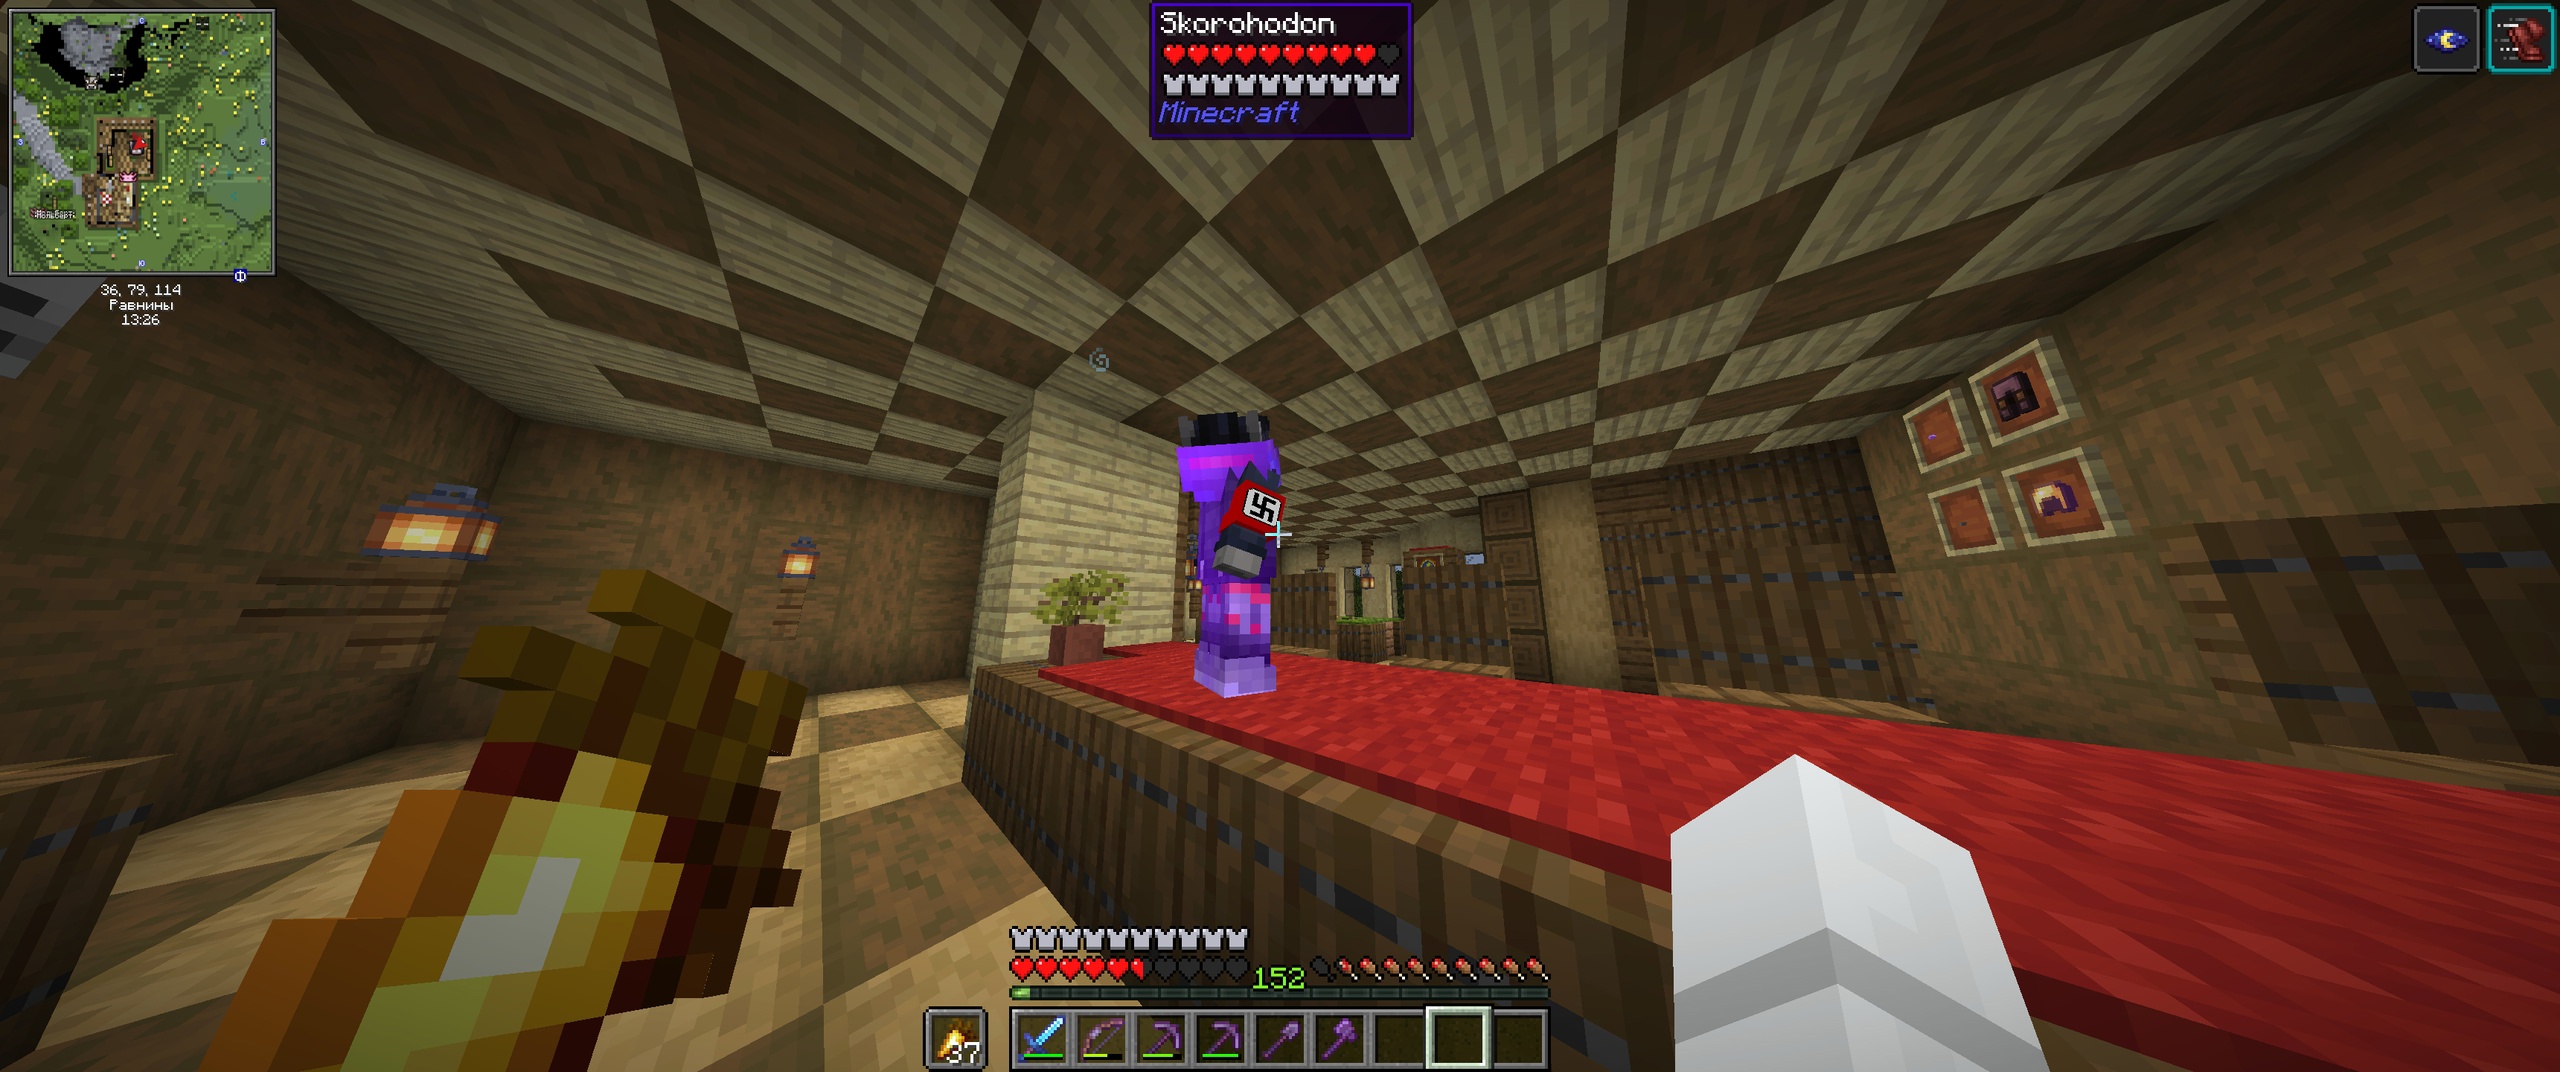 Skorohodon
Minecraft
36, 79, 114
Равнины
13:26
Ф
Ю
152
37